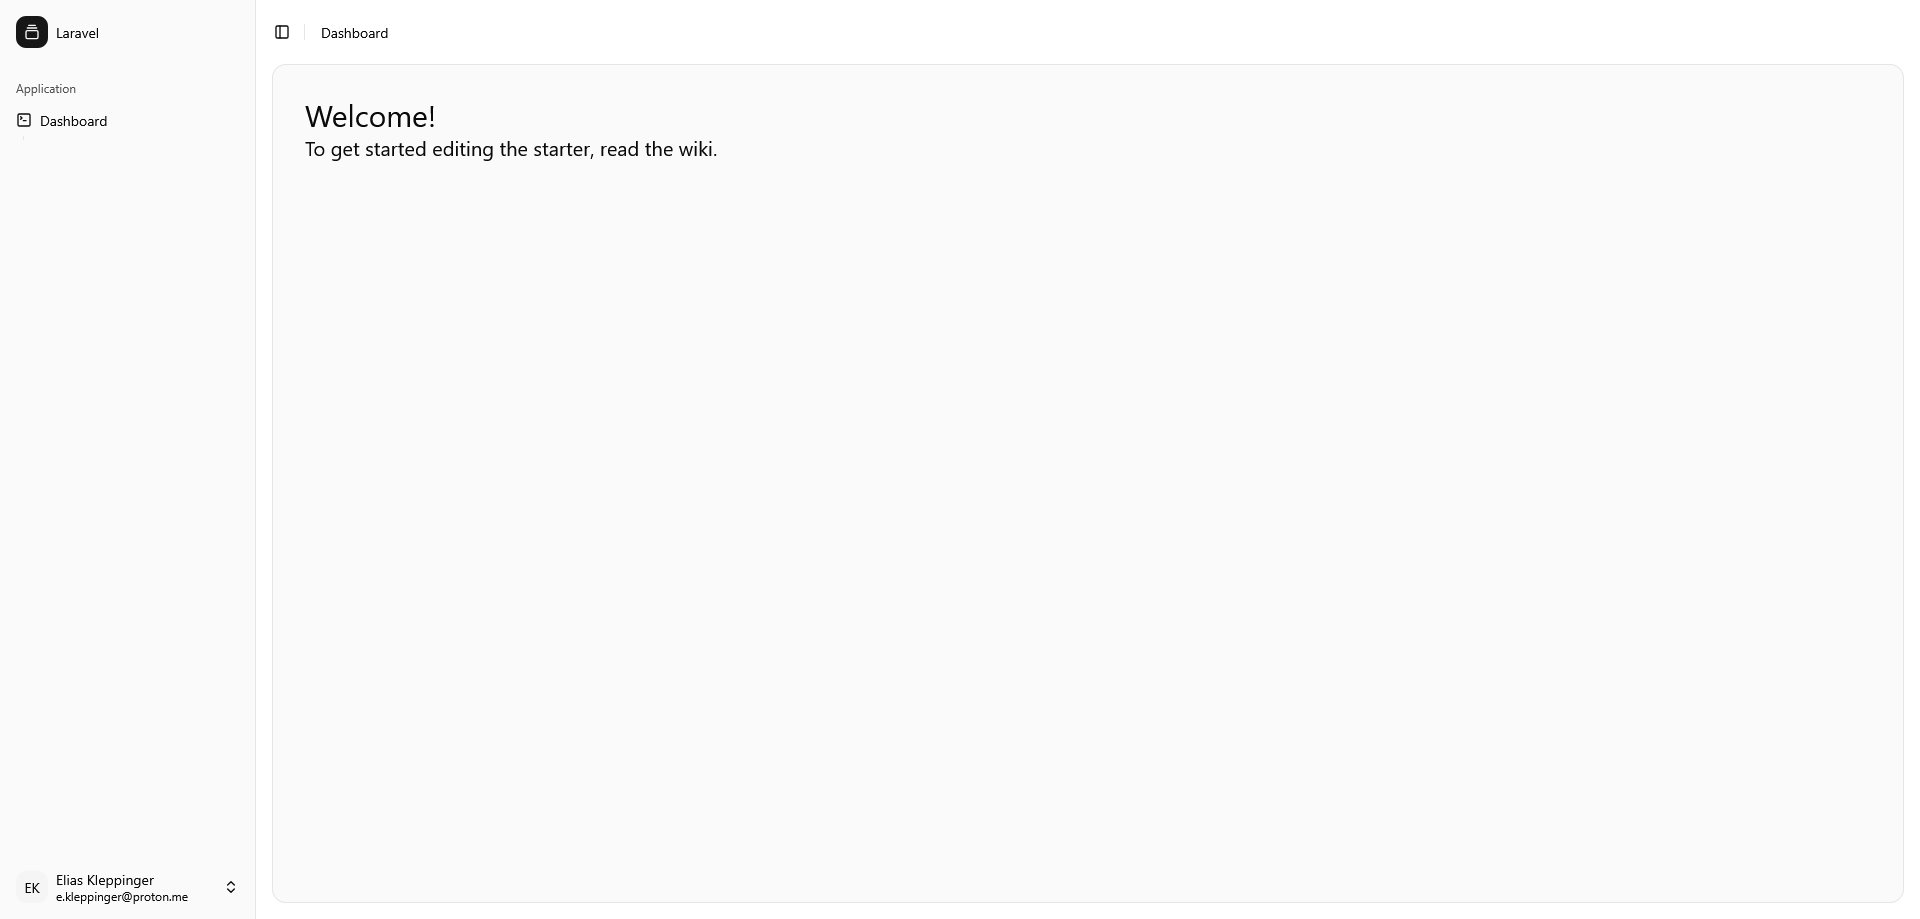 Laravel
Dashboard
Application
Dashboard
Welcome!
To get started editing the starter, read the wiki.
EK
Elias Kleppinger
e.kleppinger@proton.me